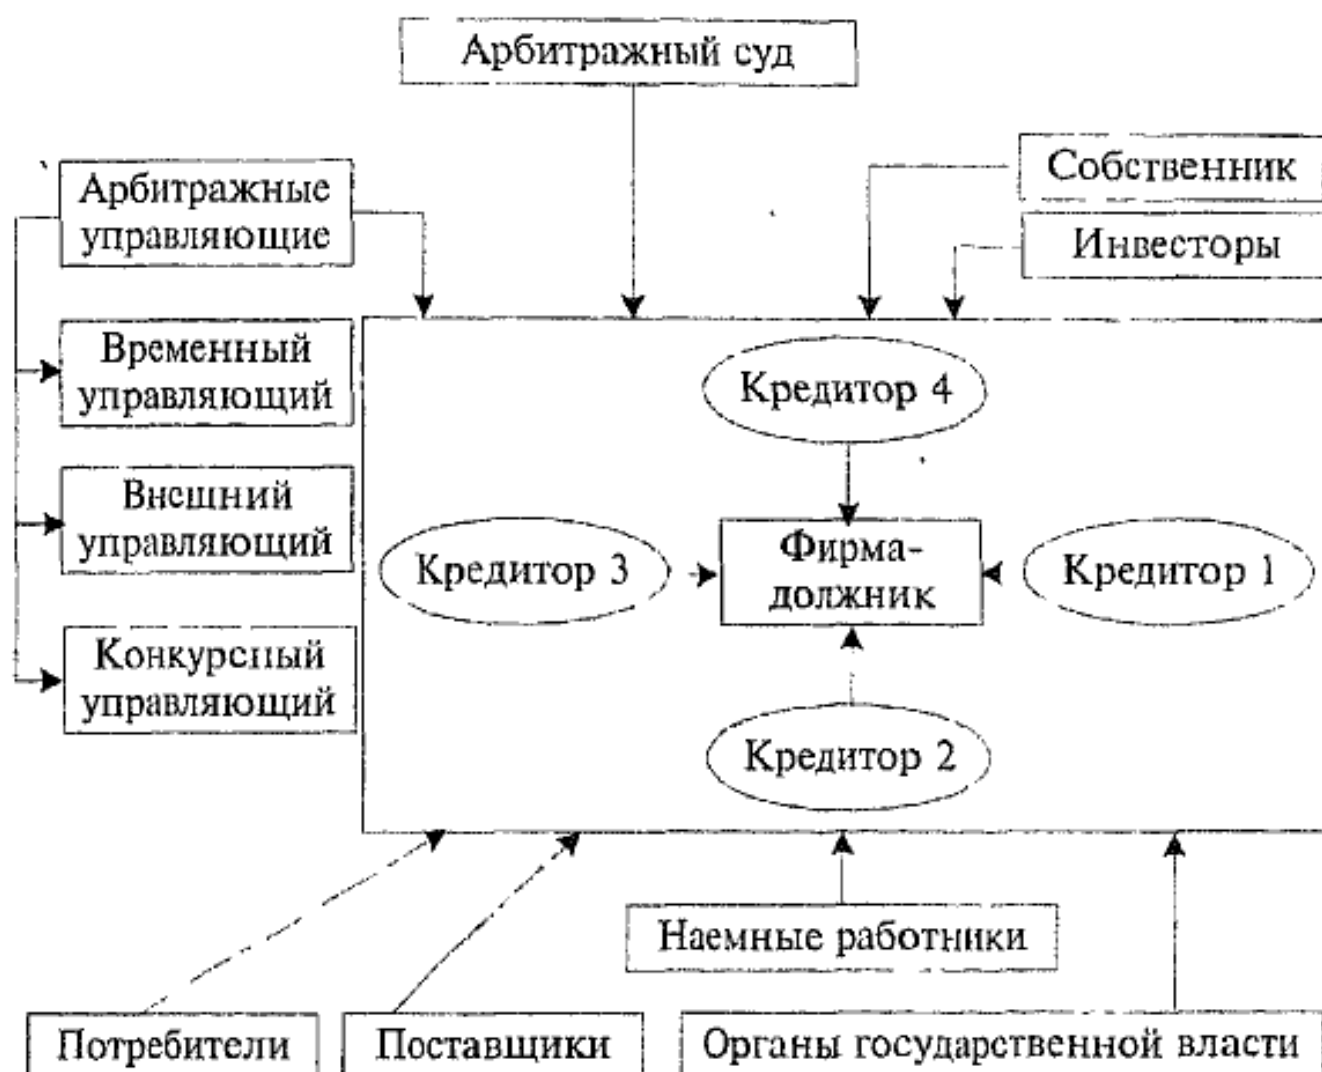 Арбитражный суд
Арбитражные
управляющие
Собственник
Инвесторы
Временный
управляющий
Внешний
управляющий
Конкурсный
управляющий
Кредитор 4
Кредитор 3
Фирма-
должник
Кредитор 1
Кредитор 2
Наемные работники
Потребители
Поставщики
Органы государственной власти